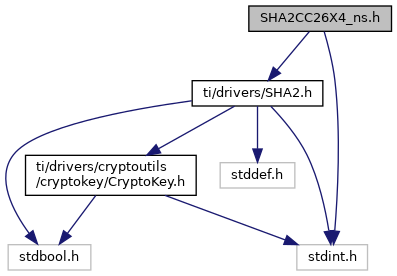 SHA2CC26X4_ns.h
ti/drivers/SHA2.h
ti/drivers/cryptoutils
/cryptokey/CryptoKey.h
stddef.h
stdbool.h
stdint.h